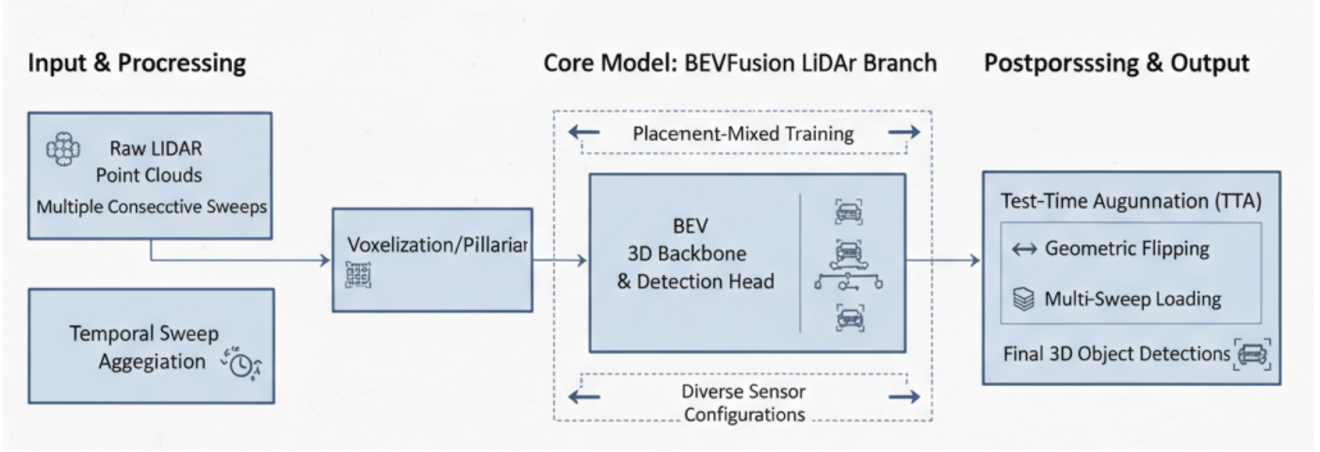 Input & Procressing
Raw LIDAR
Point Clouds
Multiple Consecctive Sweeps
Temporal Sweep
Aggegiation
Voxelization/Pillariar
Core Model: BEVFusion LiDAr Branch
Placement-Mixed Training
BEV
3D Backbone
& Detection Head
Diverse Sensor
Configurations
Postporsssing & Output
Test-Time Augunnation (TTA)
Geometric Flipping
Multi-Sweep Loading
Final 3D Object Detections